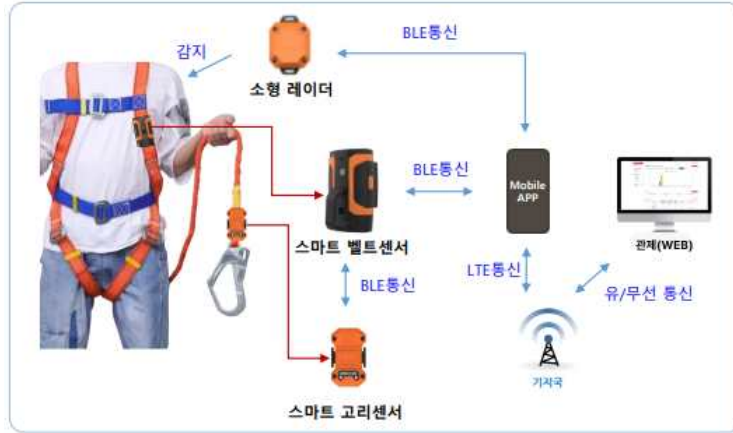 감지
BLE통신
소형 레이더
BLE통신
Mobile
APP
스마트 벨트센서
관제(WEB)
BLE통신
LTE통신
유/무선 통신
기지국
스마트 고리센서